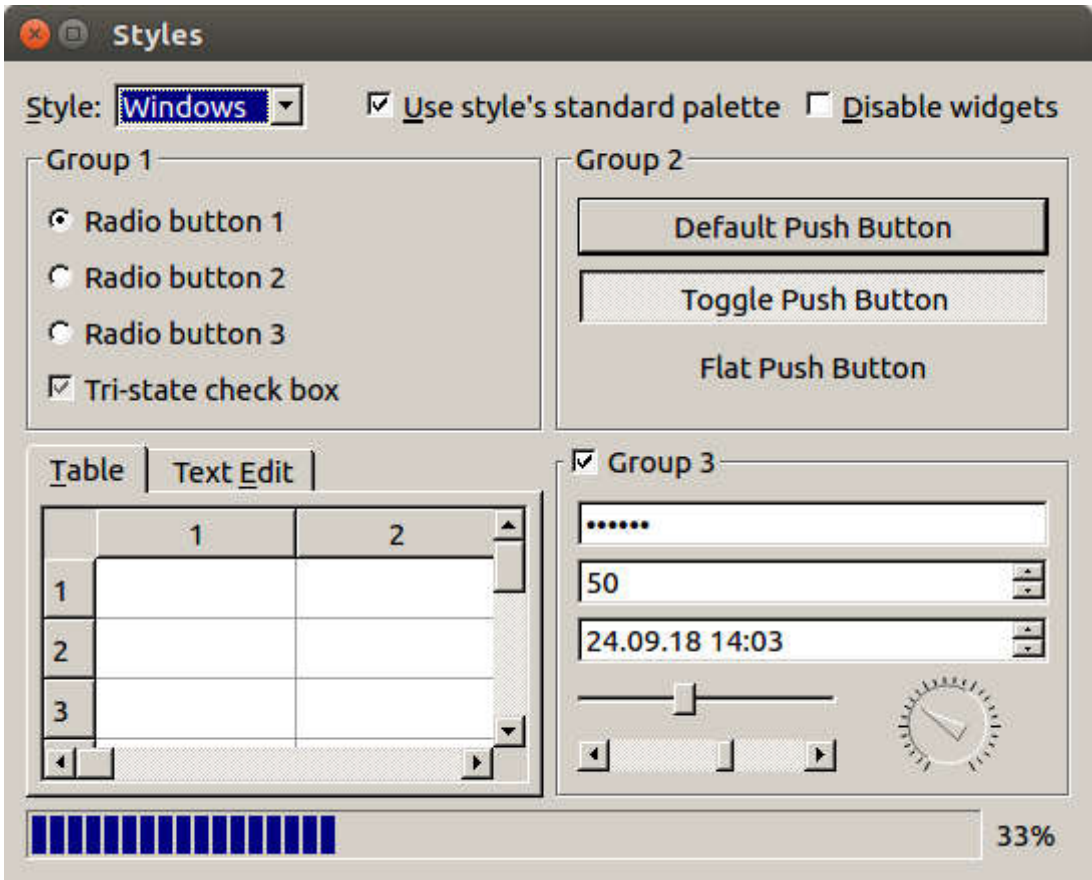 Styles
Style: Windows Use style's standard palette Disable widgets
Group 1
Radio button 1
Radio button 2
Radio button 3
Tri-state check box
Group 2
Default Push Button
Toggle Push Button
Flat Push Button
Table Text Edit
1 2
1
2
3
Group 3
••••••
50
24.09.18 14:03
33%